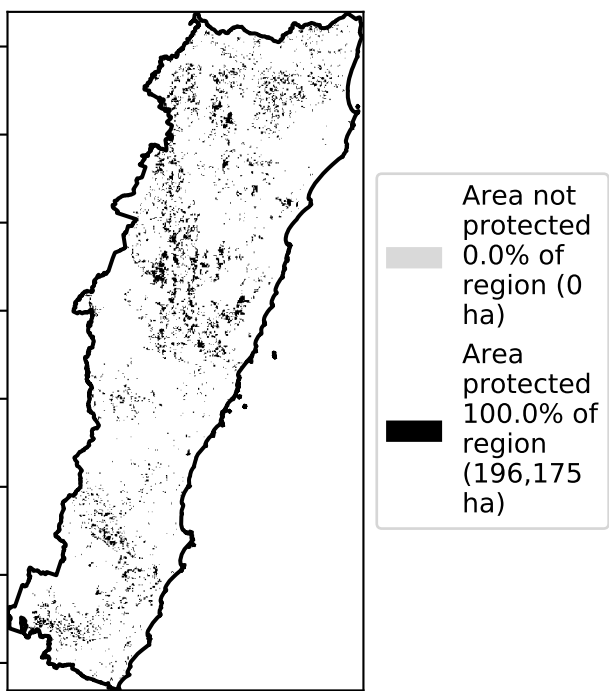 Area not
protected
0.0% of
region (0
ha)
Area
protected
100.0% of
region
(196,175
ha)